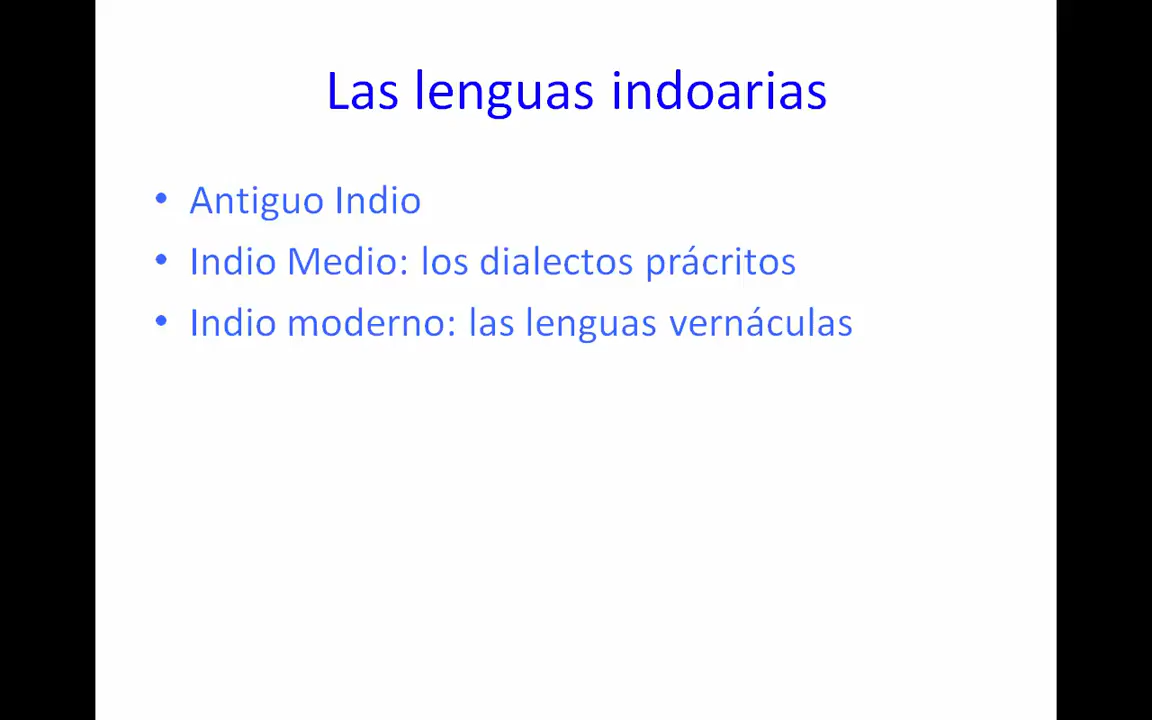 Las lenguas indoarias
• Antiguo Indio
• Indio Medio: los dialectos prácritos
• Indio moderno: las lenguas vernáculas